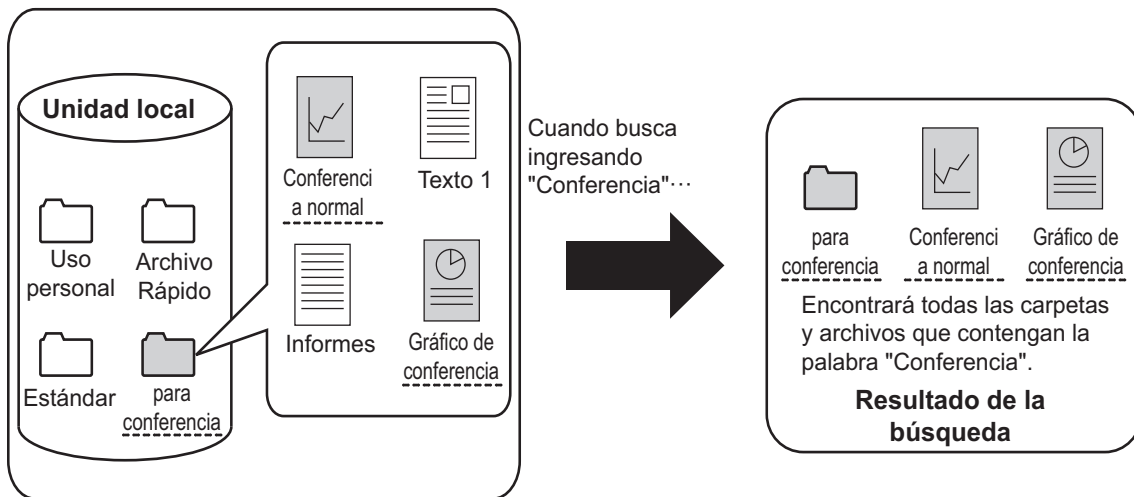 Unidad local
Uso
personal
Archivo
Rápido
Estándar
para
conferencia
Conferenci
a normal
Texto 1
Informes
Gráfico de
conferencia
Cuando busca
ingresando
"Conferencia"···
para
conferencia
Conferenci
a normal
Gráfico de
conferencia
Encontrará todas las carpetas
y archivos que contengan la
palabra "Conferencia".
Resultado de la
búsqueda